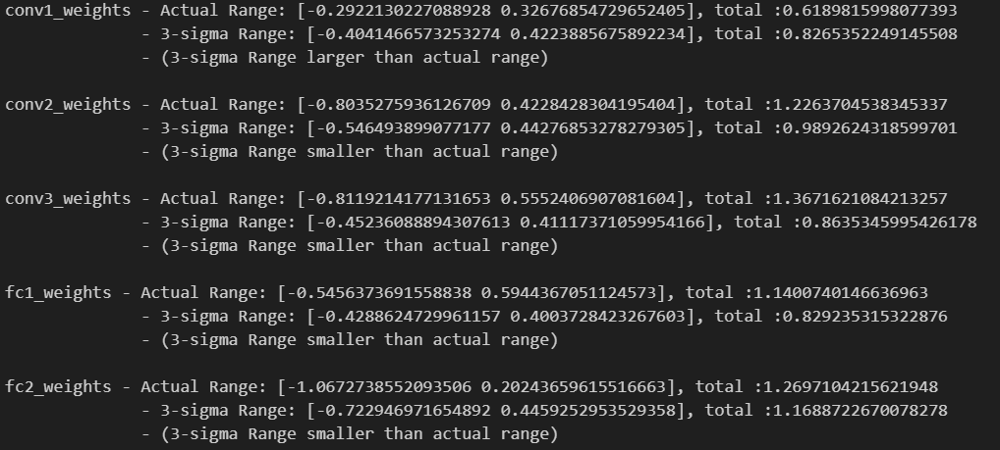 conv1_weights - Actual Range: [-0.2922130227088928 0.32676854729652405], total :0.6189815998077393
- 3-sigma Range: [-0.4041466573253274 0.4223885675892234], total :0.8265352249145508
- (3-sigma Range larger than actual range)
conv2_weights - Actual Range: [-0.8035275936126709 0.4228428304195404], total :1.2263704538345337
- 3-sigma Range: [-0.546493899077177 0.44276853278279305], total :0.9892624318599701
- (3-sigma Range smaller than actual range)
conv3_weights - Actual Range: [-0.8119214177131653 0.5552406907081604], total :1.3671621084213257
- 3-sigma Range: [-0.45236088894307613 0.41117371059954166], total :0.8635345995426178
- (3-sigma Range smaller than actual range)
fc1_weights - Actual Range: [-0.5456373691558838 0.5944367051124573], total :1.1400740146636963
- 3-sigma Range: [-0.4288624729961157 0.4003728423267603], total :0.829235315322876
- (3-sigma Range smaller than actual range)
fc2_weights - Actual Range: [-1.0672738552093506 0.20243659615516663], total :1.2697104215621948
- 3-sigma Range: [-0.722946971654892 0.4459252953529358], total :1.1688722670078278
- (3-sigma Range smaller than actual range)